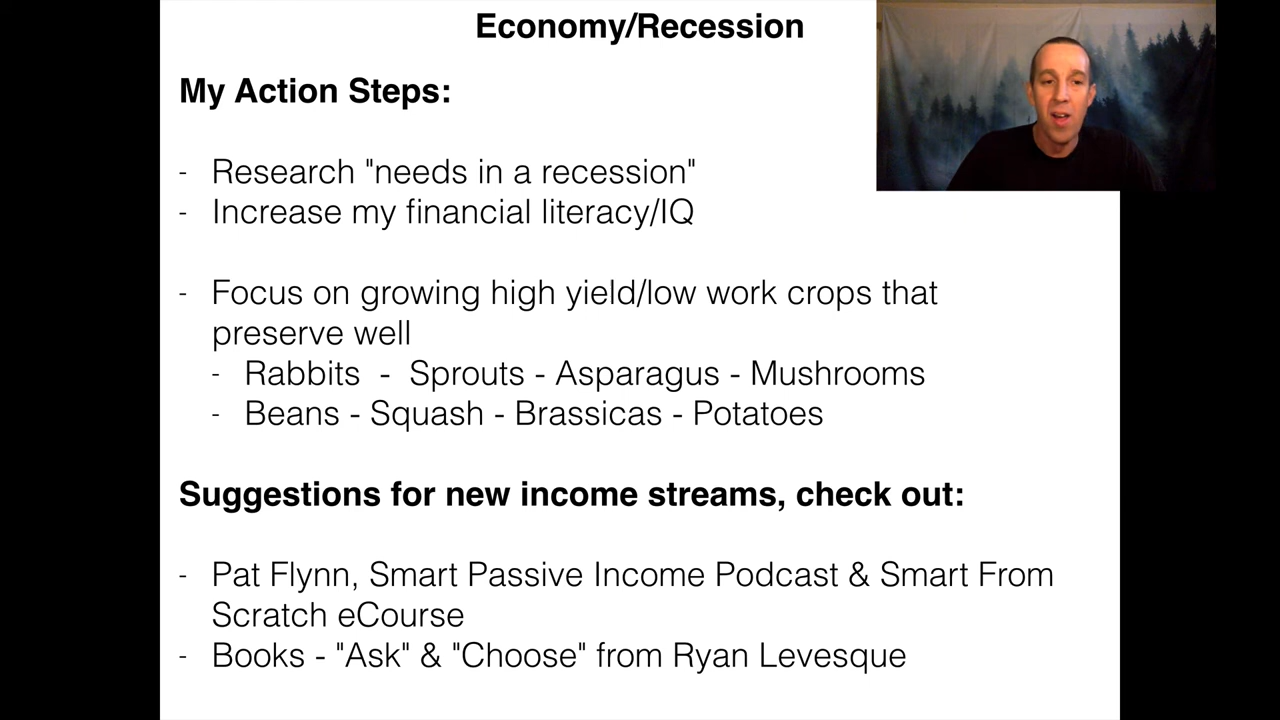 Economy/Recession
My Action Steps:
- Research "needs in a recession"
- Increase my financial literacy/IQ
- Focus on growing high yield/low work crops that
preserve well
- Rabbits - Sprouts - Asparagus - Mushrooms
- Beans - Squash - Brassicas - Potatoes
Suggestions for new income streams, check out:
- Pat Flynn, Smart Passive Income Podcast & Smart From
Scratch eCourse
- Books - "Ask" & "Choose" from Ryan Levesque